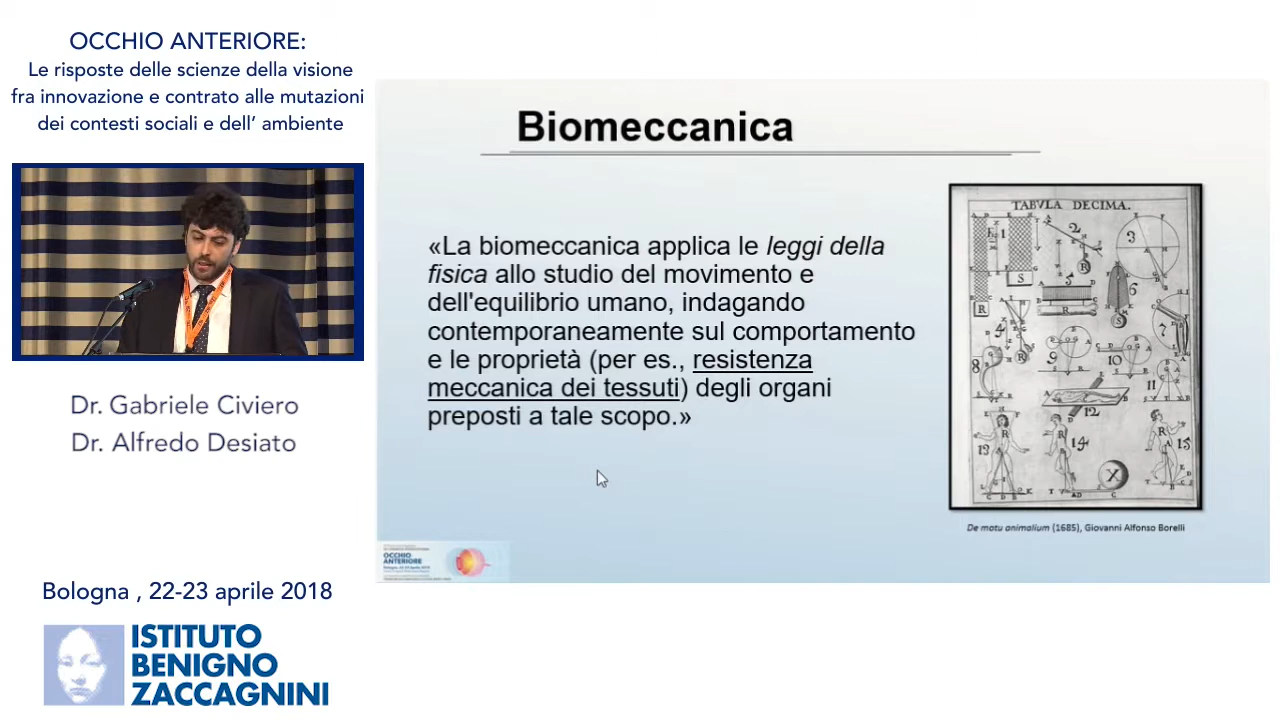 OCCHIO ANTERIORE:
Le risposte delle scienze della visione
fra innovazione e contrato alle mutazioni
dei contesti sociali e dell’ ambiente
Dr. Gabriele Civiero
Dr. Alfredo Desiato
Bologna , 22-23 aprile 2018
ISTITUTO
BENIGNO
ZACCAGNINI
Biomeccanica
«La biomeccanica applica le leggi della
fisica allo studio del movimento e
dell'equilibrio umano, indagando
contemporaneamente sul comportamento
e le proprietà (per es., resistenza
meccanica dei tessuti) degli organi
preposti a tale scopo.»
TABVLA DECIMA.
De motu animalium (1685), Giovanni Alfonso Borelli
OCCHIO
ANTERIORE